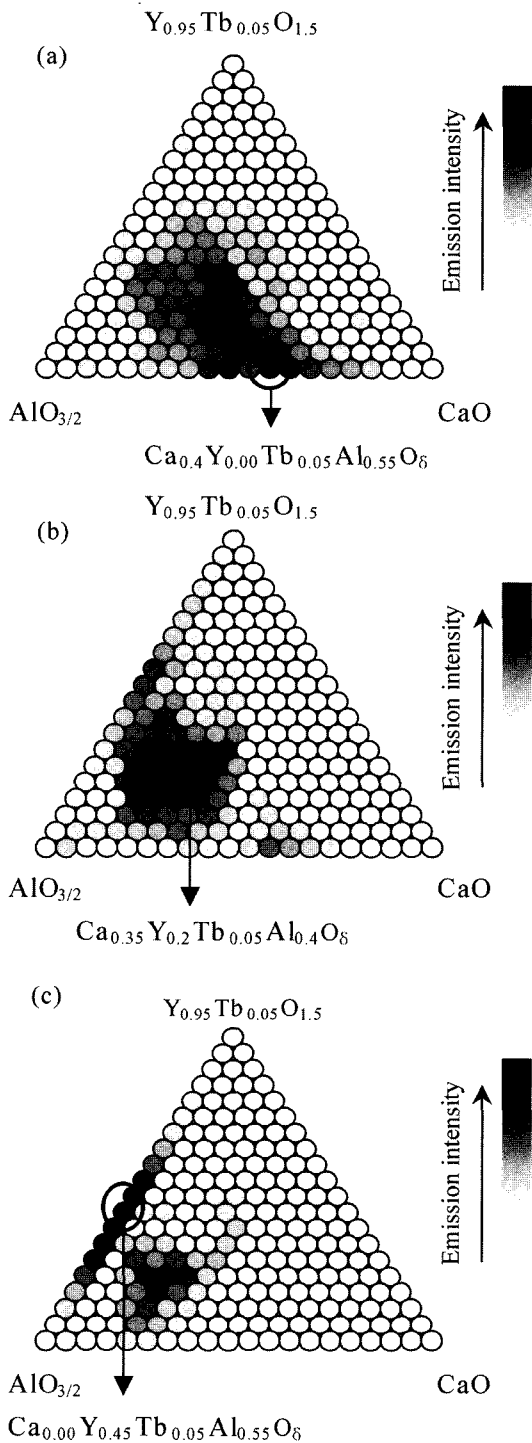 Y₀.₉₅Tb₀.₀₅O₁.₅
(a)
Emission intensity
AlO₃/₂ CaO
Ca₀.₄Y₀.₀₀Tb₀.₀₅Al₀.₅₅Oδ
Y₀.₉₅Tb₀.₀₅O₁.₅
(b)
Emission intensity
AlO₃/₂ CaO
Ca₀.₃₅Y₀.₂Tb₀.₀₅Al₀.₄Oδ
(c)
Y₀.₉₅Tb₀.₀₅O₁.₅
Emission intensity
AlO₃/₂ CaO
Ca₀.₀₀Y₀.₄₅Tb₀.₀₅Al₀.₅₅Oδ